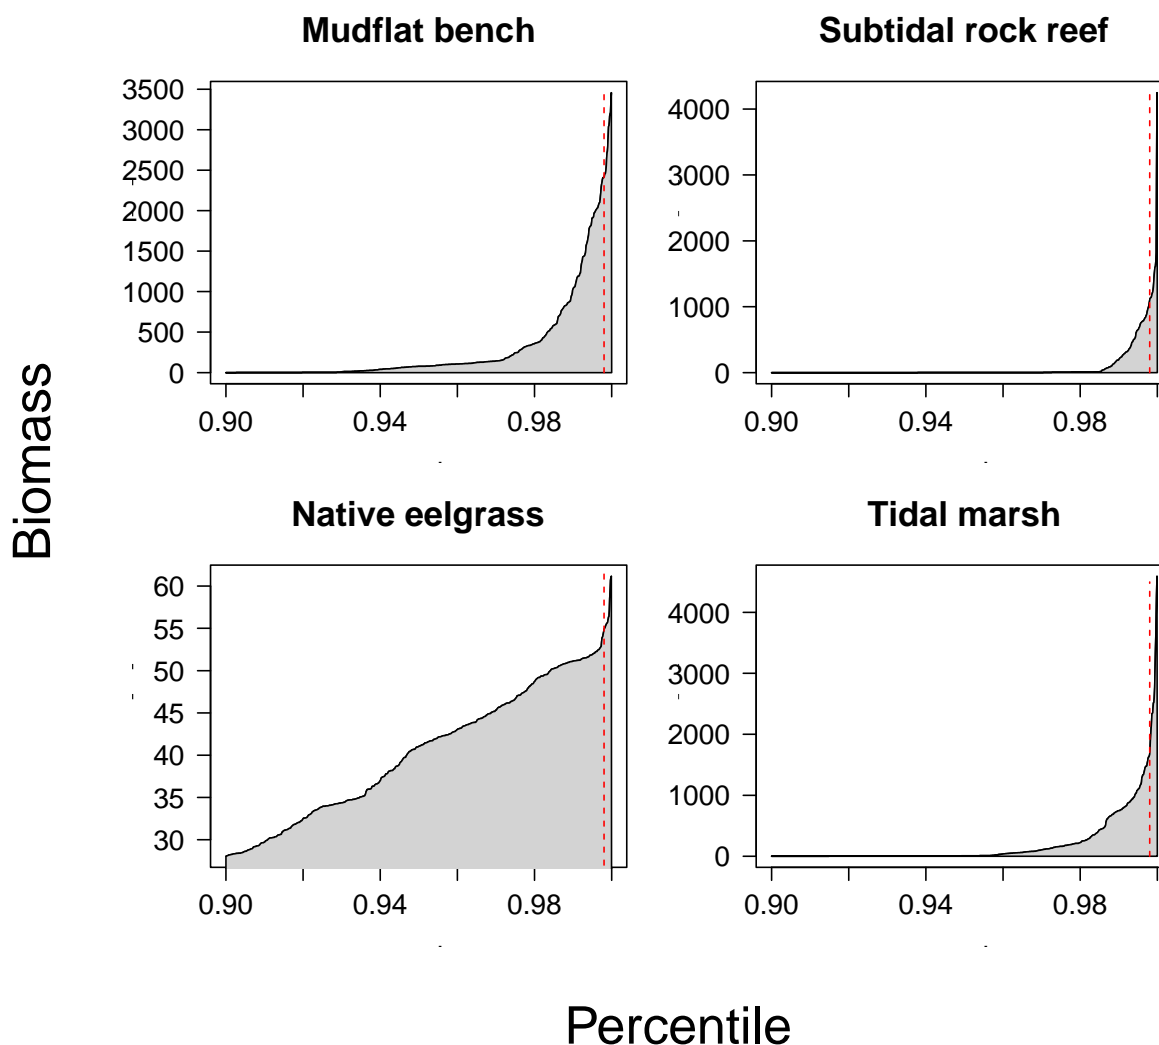 Mudflat bench
Subtidal rock reef
3500
3000
2500
2000
1500
1000
500
0
0.90 0.94 0.98
4000
3000
2000
1000
0
0.90 0.94 0.98
Biomass
Native eelgrass
Tidal marsh
60
55
50
45
40
35
30
0.90 0.94 0.98
4000
3000
2000
1000
0
0.90 0.94 0.98
Percentile